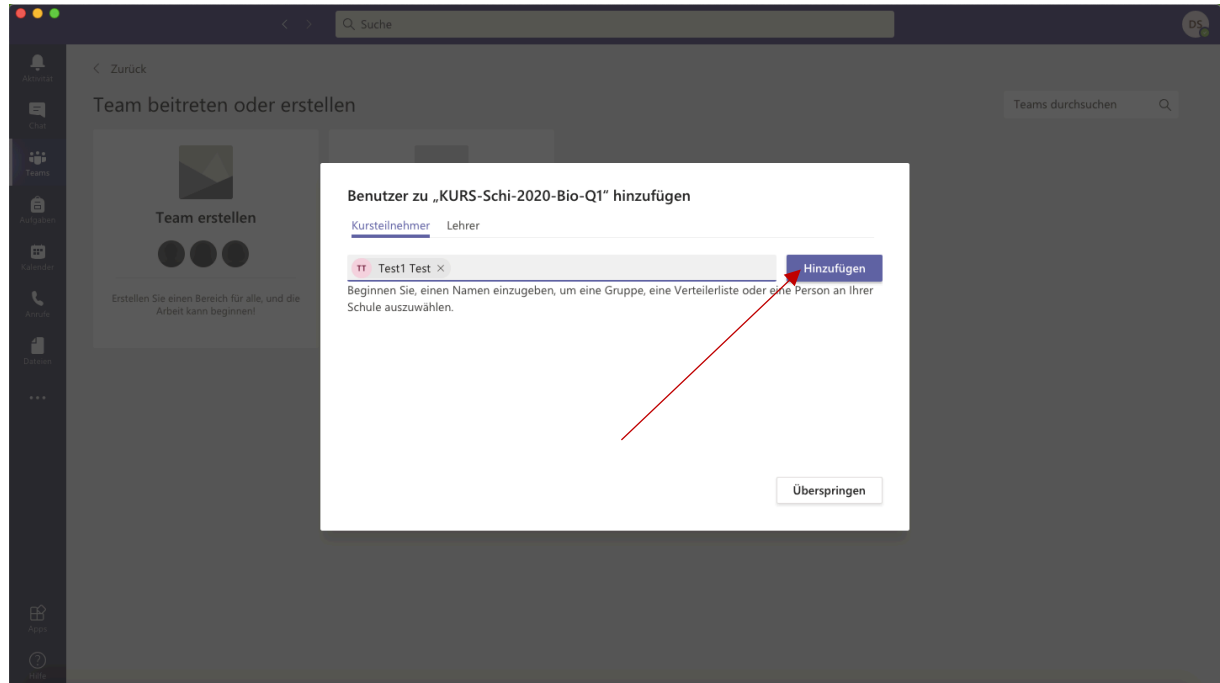 Suche
DS
Aktivität
Chat
Teams
Aufgaben
Kalender
Anrufe
Dateien
Apps
Hilfe
Zurück
Team beitreten oder erstellen
Teams durchsuchen
Team erstellen
Erstellen Sie einen Bereich für alle, und die
Arbeit kann beginnen!
Benutzer zu „KURS-Schi-2020-Bio-Q1" hinzufügen
Kursteilnehmer Lehrer
TT Test1 Test ×
Hinzufügen
Beginnen Sie, einen Namen einzugeben, um eine Gruppe, eine Verteilerliste oder eine Person an Ihrer
Schule auszuwählen.
Überspringen